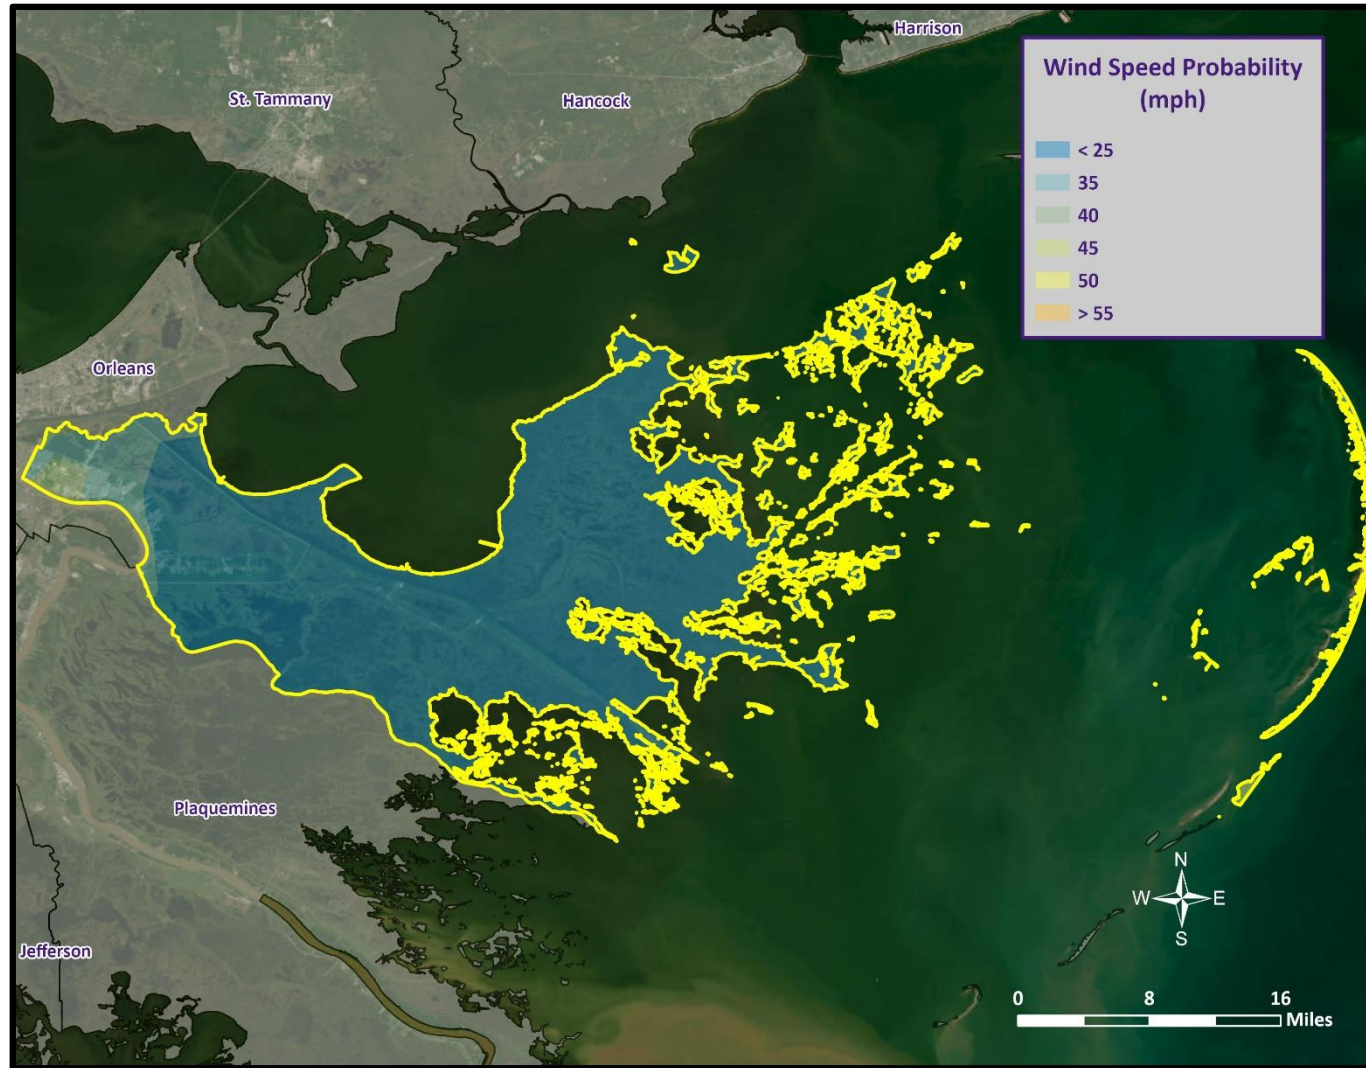 Harrison
Wind Speed Probability
(mph)
St. Tammany
Hancock
< 25
35
40
45
50
> 55
Orleans
Plaquemines
N
W
E
S
Jefferson
0
8
16
Miles